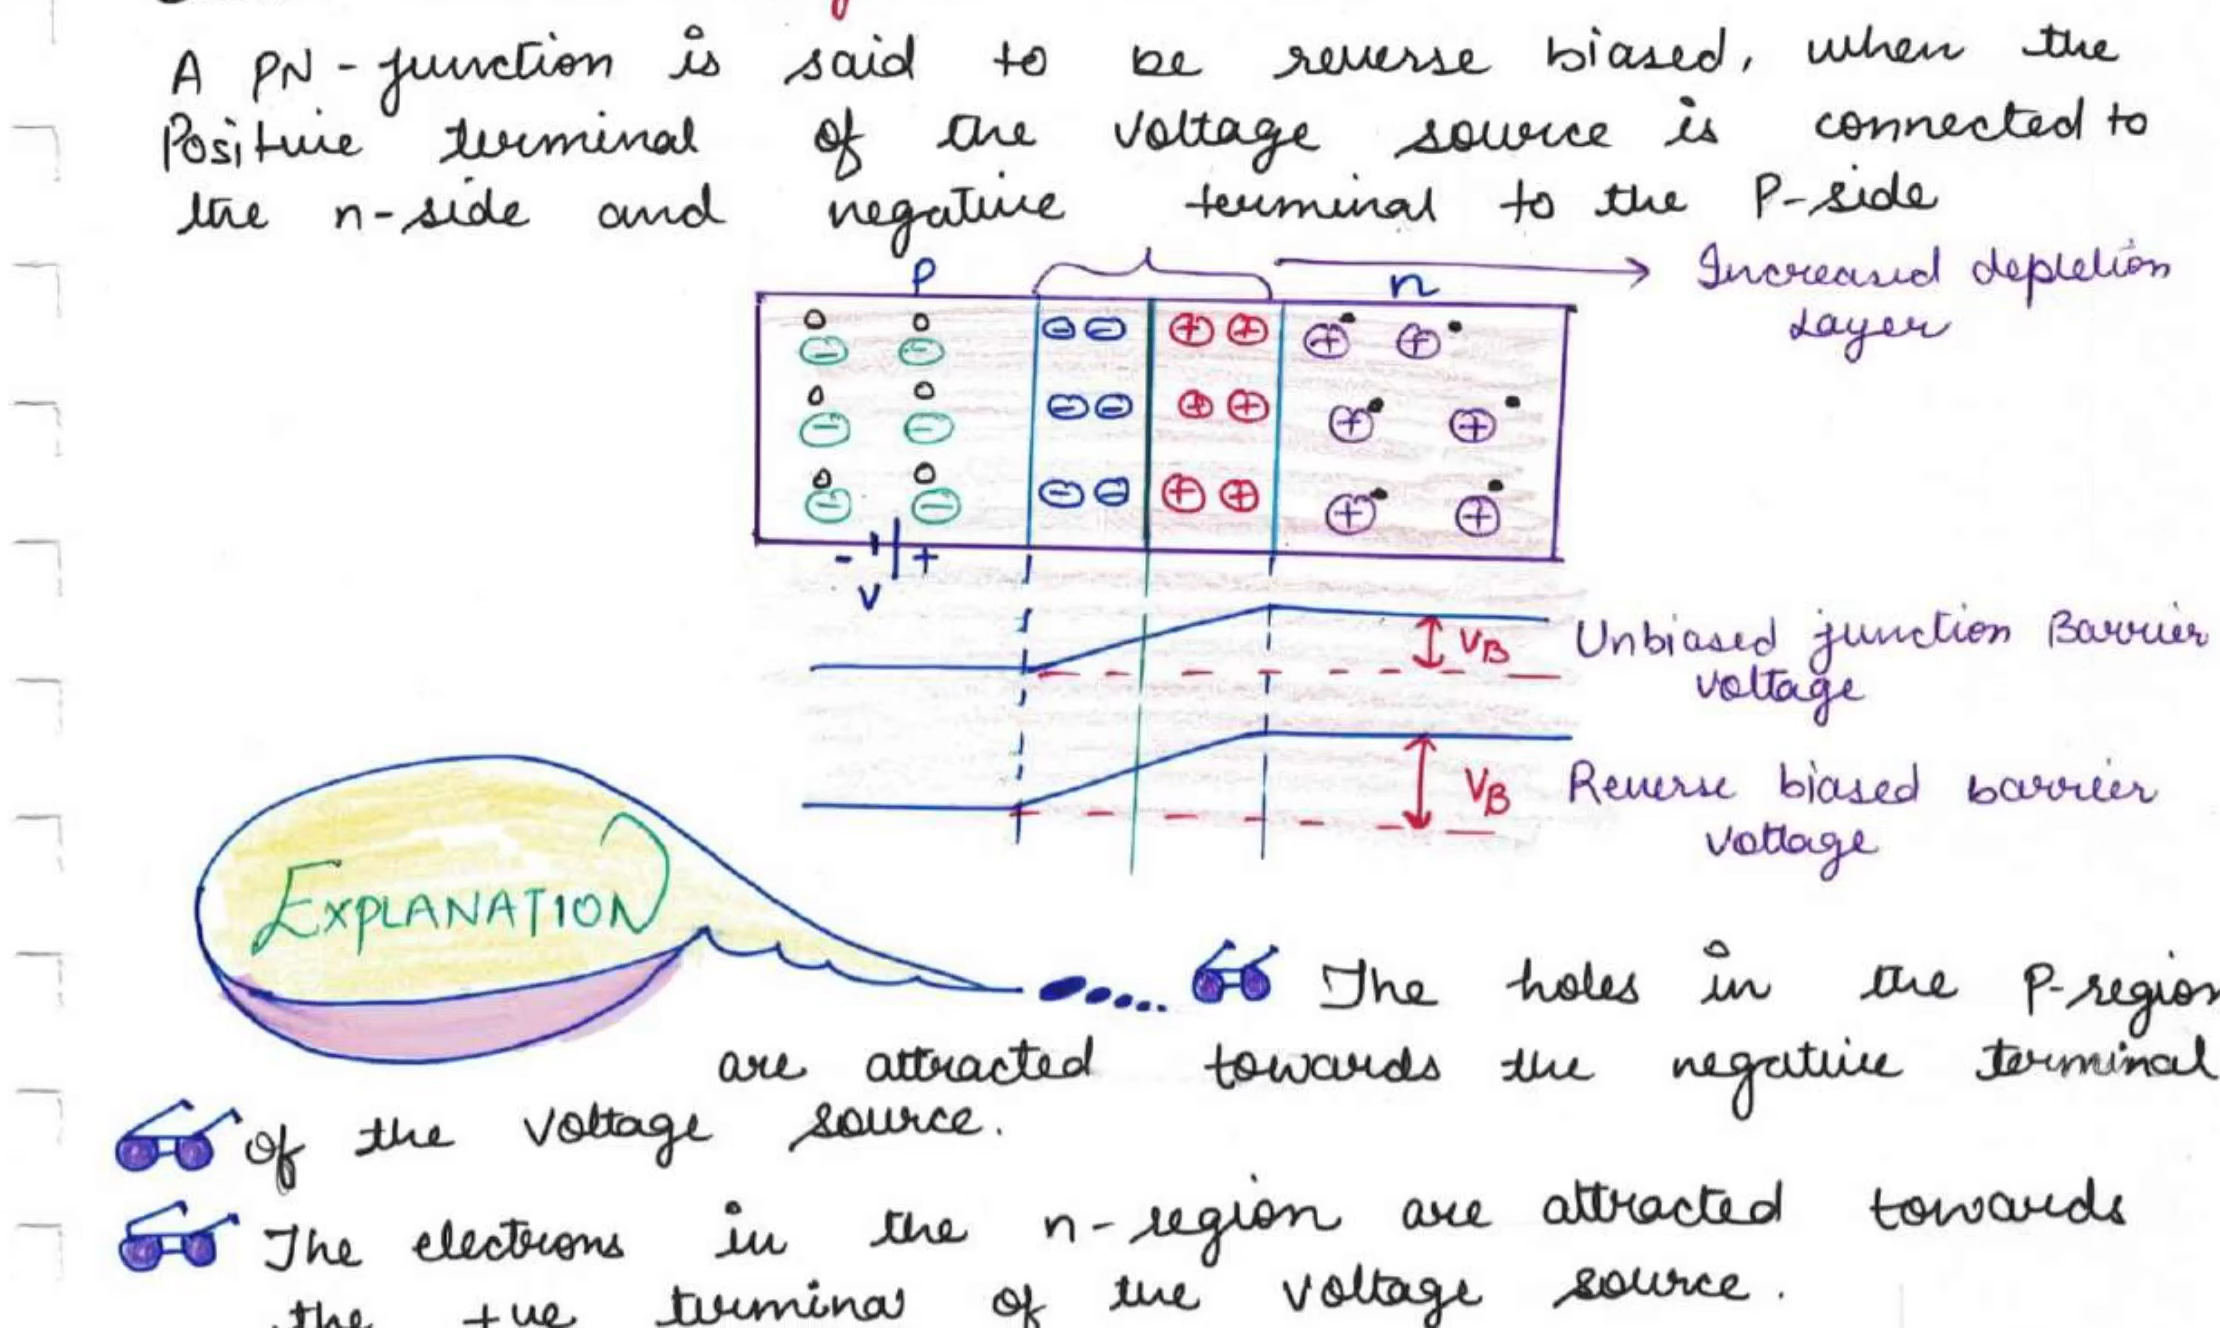 A PN-junction is said to be reverse biased, when the
Positive terminal of the voltage source is connected to
the n-side and negative terminal to the P-side
P
n
Increased depletion
Layer
- +
V
VB
Unbiased junction Barrier
voltage
VB
Reverse biased barrier
voltage
EXPLANATION
The holes in the P-region
are attracted towards the negative terminal
of the voltage source.
The electrons in the n-region are attracted towards
the +ve terminal of the voltage source.